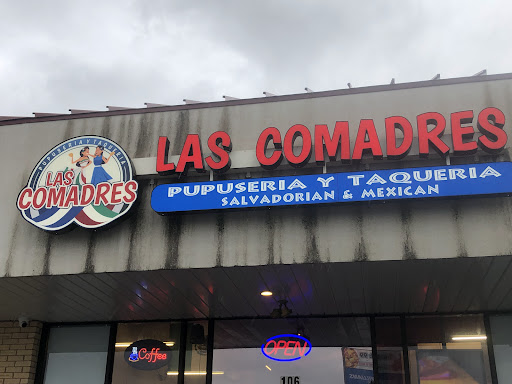 PUPUSERIA Y TAQUERIA
LAS
COMADRES
LAS COMADRES
PUPUSERIA Y TAQUERIA
SALVADORIAN & MEXICAN
Coffee
OPEN
106